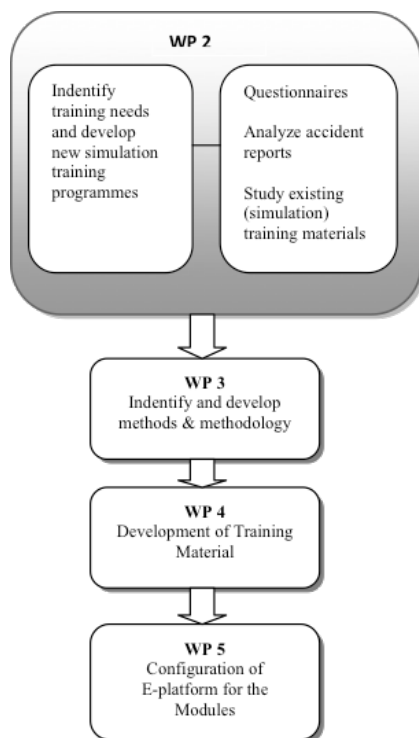 WP 2
Indentify
training needs
and develop
new simulation
training
programmes
Questionnaires
Analyze accident
reports
Study existing
(simulation)
training materials
WP 3
Indentify and develop
methods & methodology
WP 4
Development of Training
Material
WP 5
Configuration of
E-platform for the
Modules